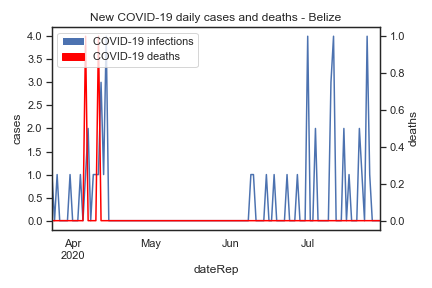 New COVID-19 daily cases and deaths - Belize
COVID-19 infections
COVID-19 deaths
4.0
3.5
3.0
2.5
2.0
1.5
1.0
0.5
0.0
cases
1.0
0.8
0.6
0.4
0.2
0.0
deaths
Apr
2020
May
Jun
Jul
dateRep